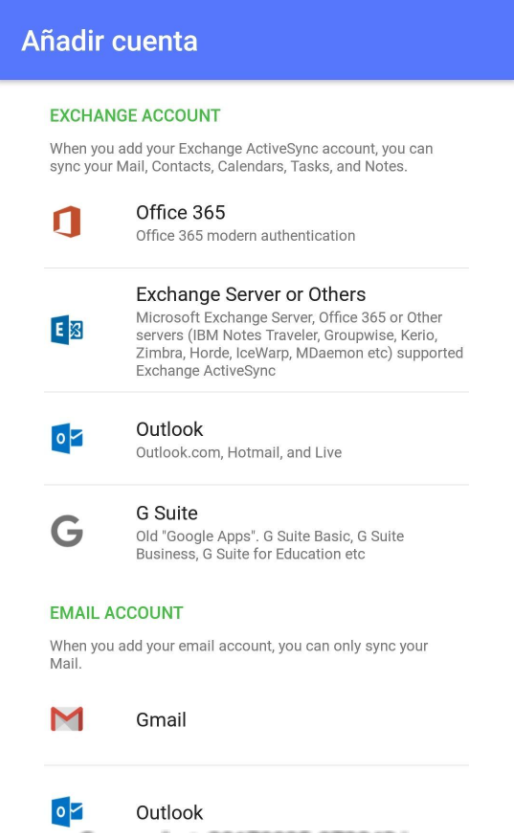 Añadir cuenta
EXCHANGE ACCOUNT
When you add your Exchange ActiveSync account, you can
sync your Mail, Contacts, Calendars, Tasks, and Notes.
Office 365
Office 365 modern authentication
Exchange Server or Others
Microsoft Exchange Server, Office 365 or Other
servers (IBM Notes Traveler, Groupwise, Kerio,
Zimbra, Horde, IceWarp, MDaemon etc) supported
Exchange ActiveSync
Outlook
Outlook.com, Hotmail, and Live
G Suite
Old "Google Apps". G Suite Basic, G Suite
Business, G Suite for Education etc
EMAIL ACCOUNT
When you add your email account, you can only sync your
Mail.
Gmail
Outlook